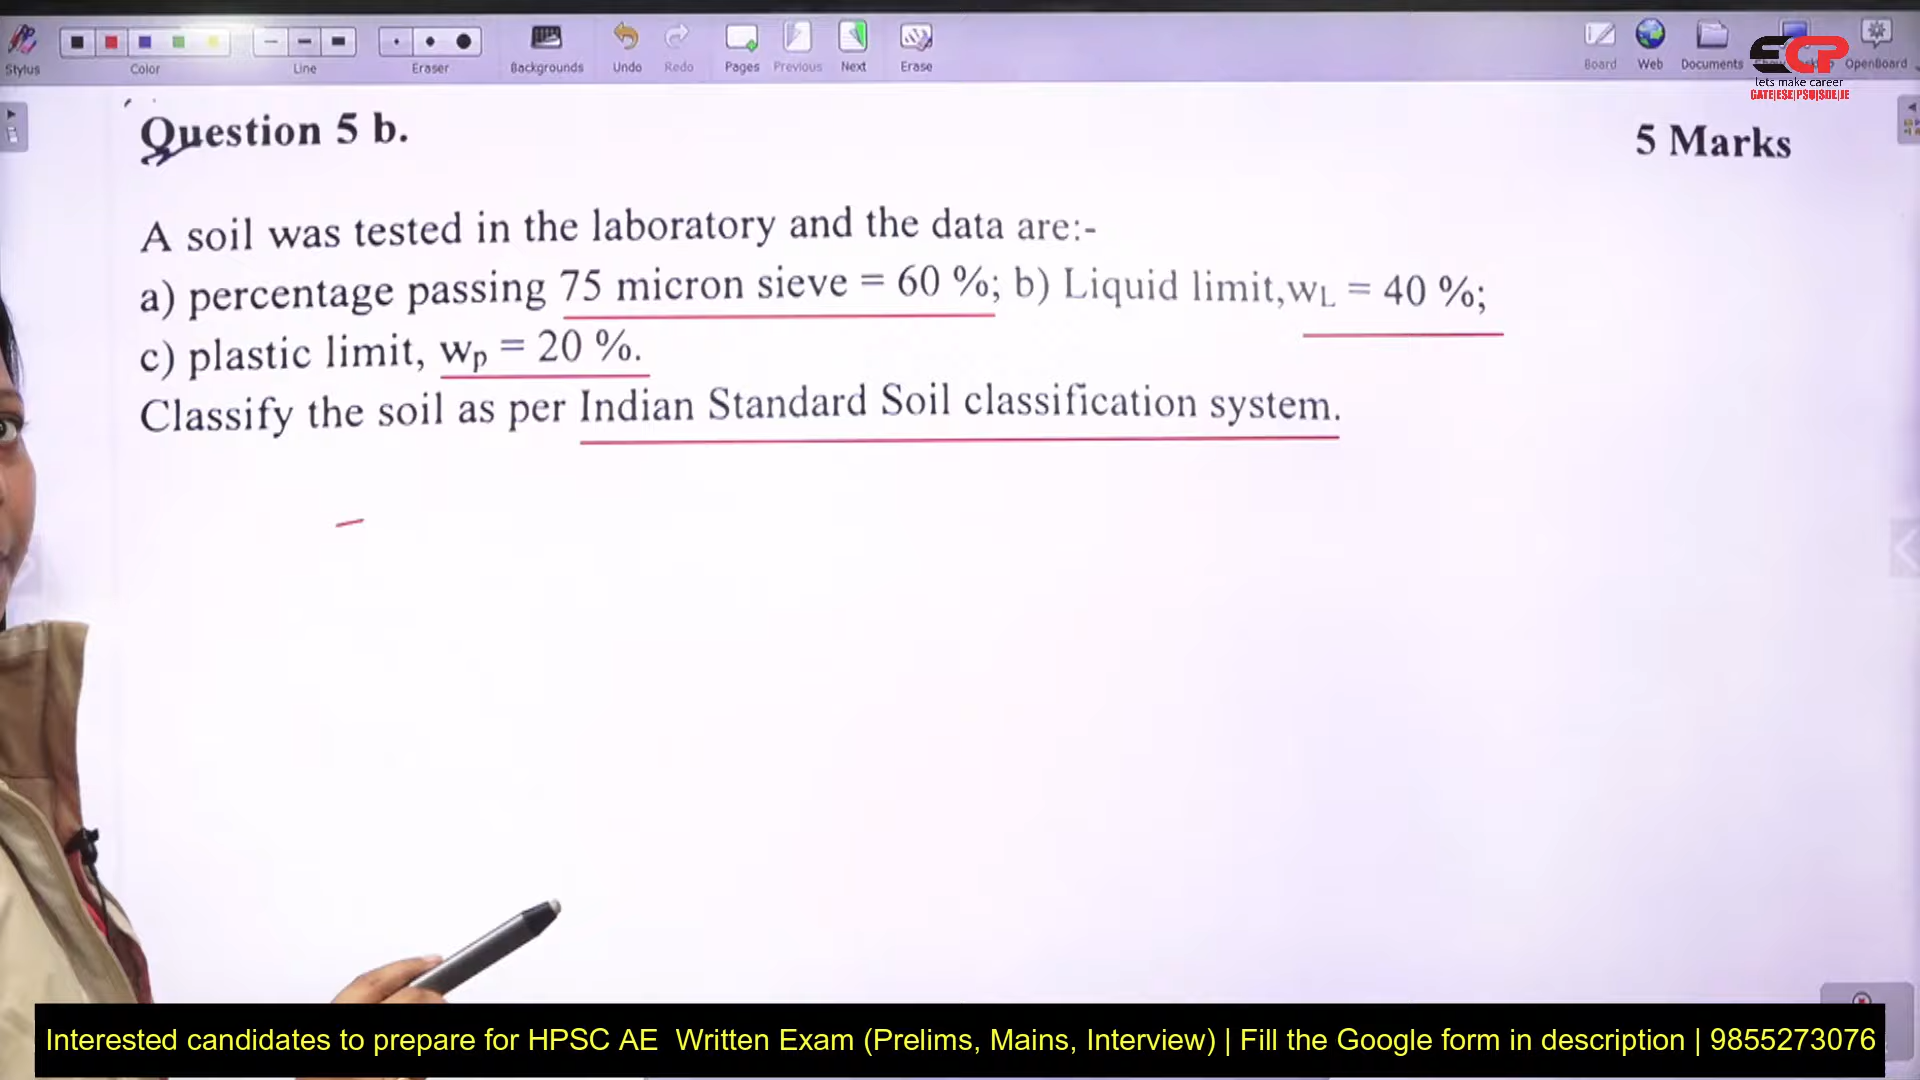 Stylus
Color
Line
Eraser
Backgrounds
Undo
Redo
Pages
Previous
Next
Erase
Board
Web
Documents
OpenBoard
ECP
lets make career
GATE|ESE|PSU|SDE|JE
Question 5 b.
5 Marks
A soil was tested in the laboratory and the data are:-
a) percentage passing 75 micron sieve = 60 %; b) Liquid limit,wL = 40 %;
c) plastic limit, wp = 20 %.
Classify the soil as per Indian Standard Soil classification system.
Interested candidates to prepare for HPSC AE  Written Exam (Prelims, Mains, Interview) | Fill the Google form in description | 9855273076